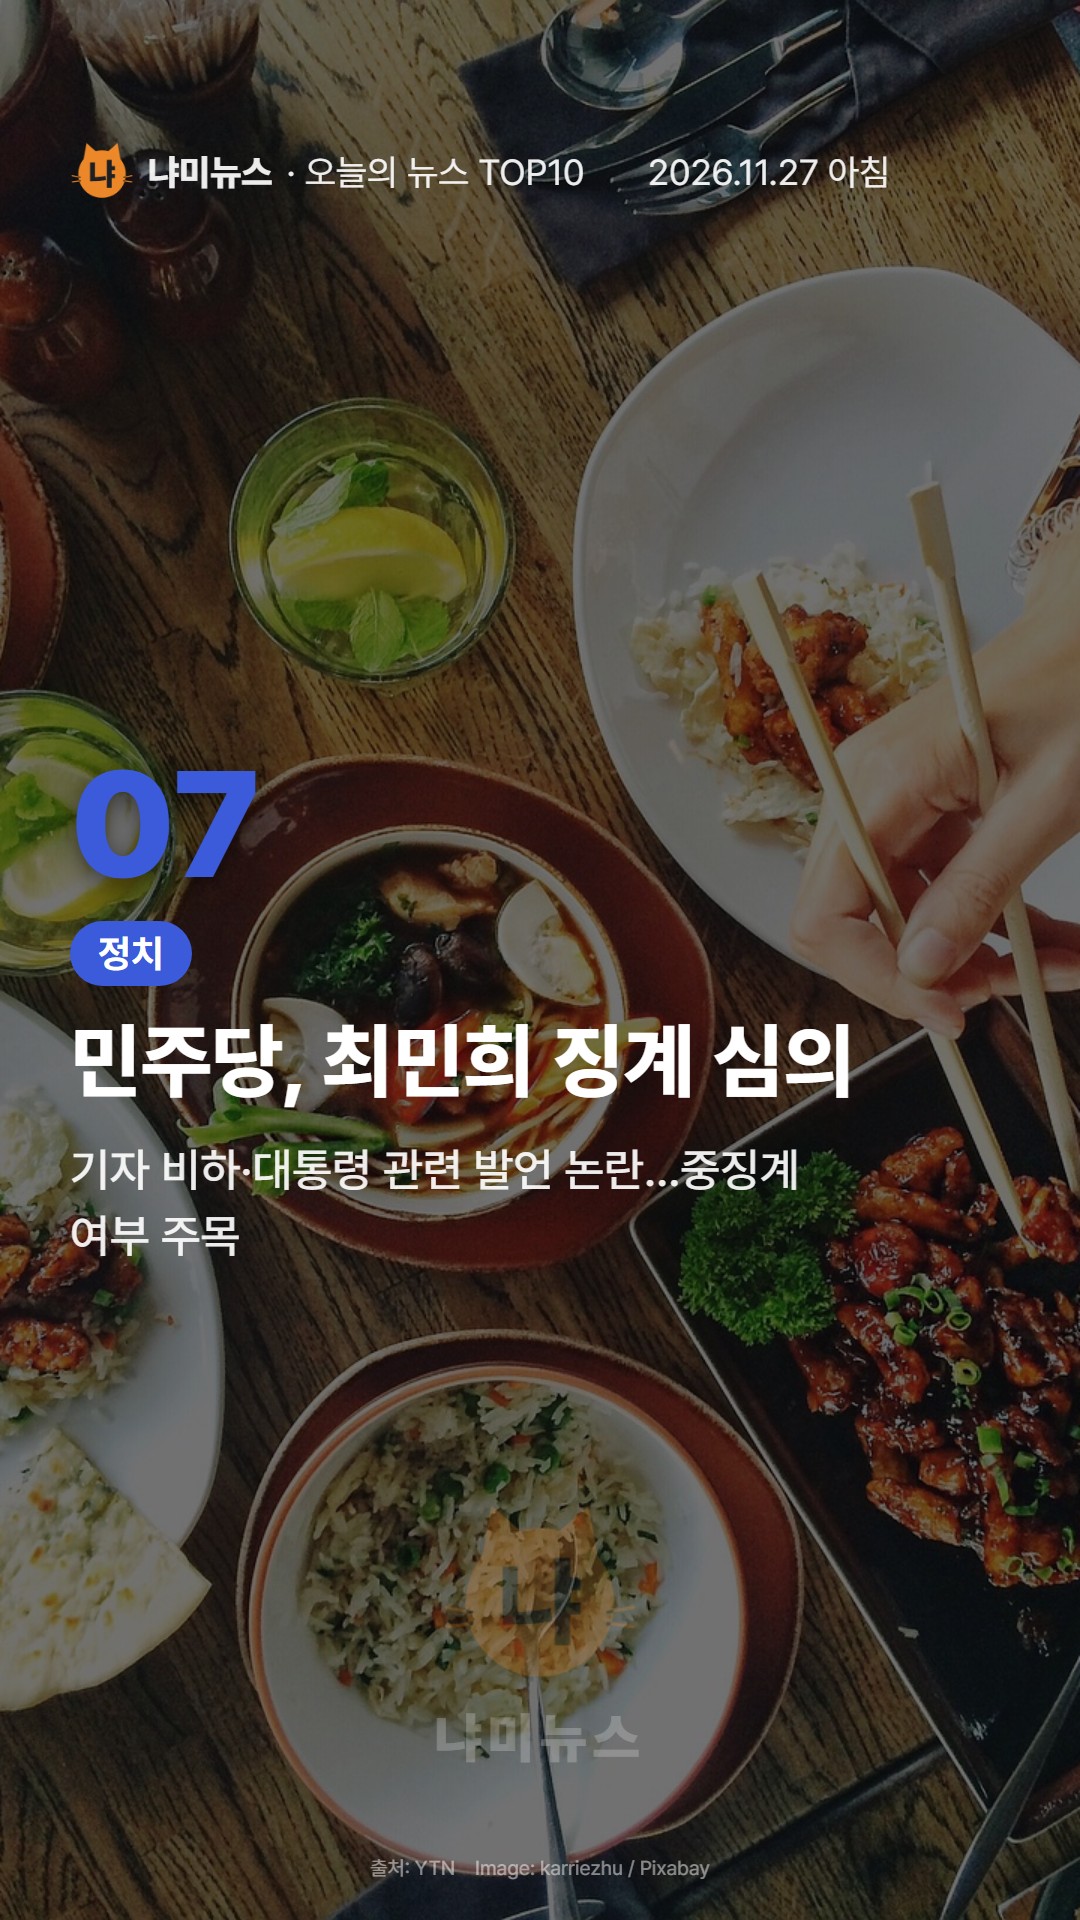 냐 냐미뉴스 · 오늘의 뉴스 TOP10 2026.11.27 아침
07
정치
민주당, 최민희 징계 심의
기자 비하·대통령 관련 발언 논란...중징계
여부 주목
냐
냐미뉴스
출처: YTN Image: karriezhu / Pixabay